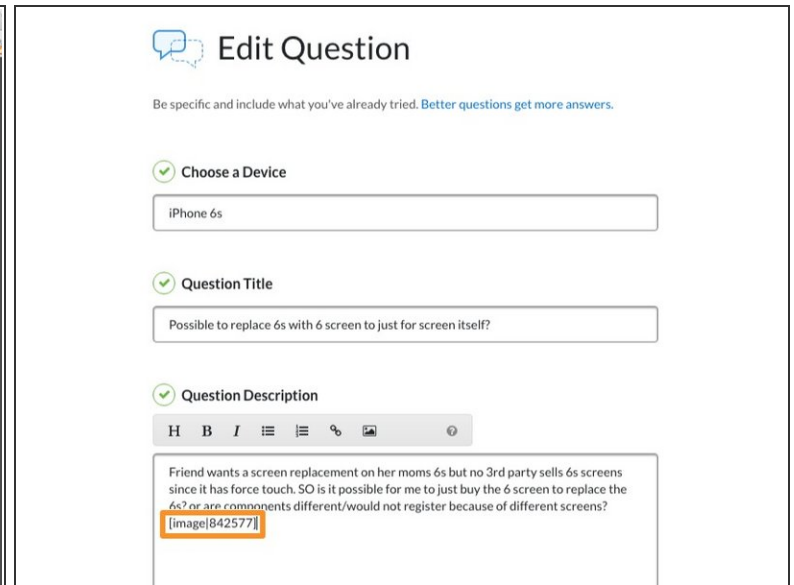 Edit Question
Be specific and include what you've already tried. Better questions get more answers.
Choose a Device
iPhone 6s
Question Title
Possible to replace 6s with 6 screen to just for screen itself?
Question Description
H B I
Friend wants a screen replacement on her moms 6s but no 3rd party sells 6s screens
since it has force touch. SO is it possible for me to just buy the 6 screen to replace the
6s? or are components different/would not register because of different screens?
[image|842577]